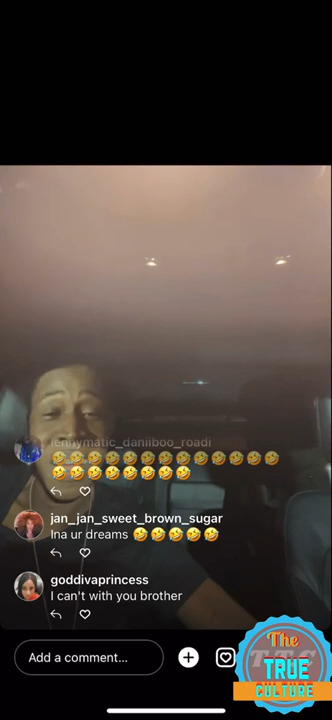 lennymatic_daniiboo_roadi
🤣🤣🤣🤣🤣🤣🤣🤣🤣🤣🤣🤣🤣
🤣🤣🤣🤣🤣🤣🤣🤣
jan_jan_sweet_brown_sugar
Ina ur dreams 🤣🤣🤣🤣🤣
goddivaprincess
I can't with you brother
Add a comment...
The
TRUE
CULTURE